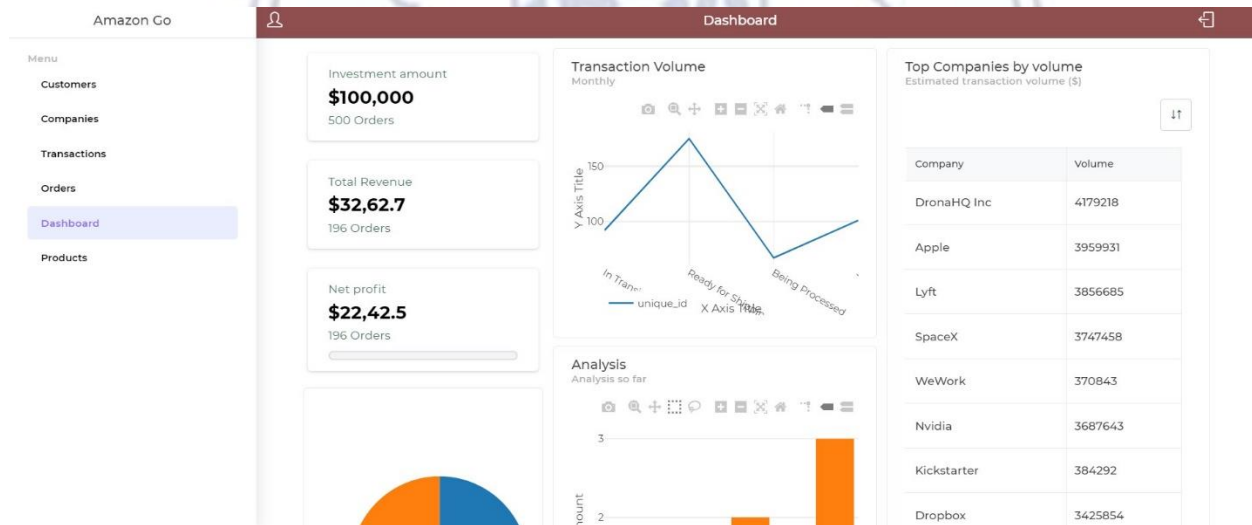 Amazon Go
Dashboard
Menu
Customers
Companies
Transactions
Orders
Dashboard
Products
Investment amount
$100,000
500 Orders
Total Revenue
$32,62.7
196 Orders
Net profit
$22,42.5
196 Orders
Transaction Volume
Monthly
Y Axis Title
150
100
In Transi
Ready for
Being Processed
unique_id
X Axis Title
Analysis
Analysis so far
3
2
Top Companies by volume
Estimated transaction volume ($)
Company Volume
DronaHQ Inc 4179218
Apple 3959931
Lyft 3856685
SpaceX 3747458
WeWork 370843
Nvidia 3687643
Kickstarter 384292
Dropbox 3425854